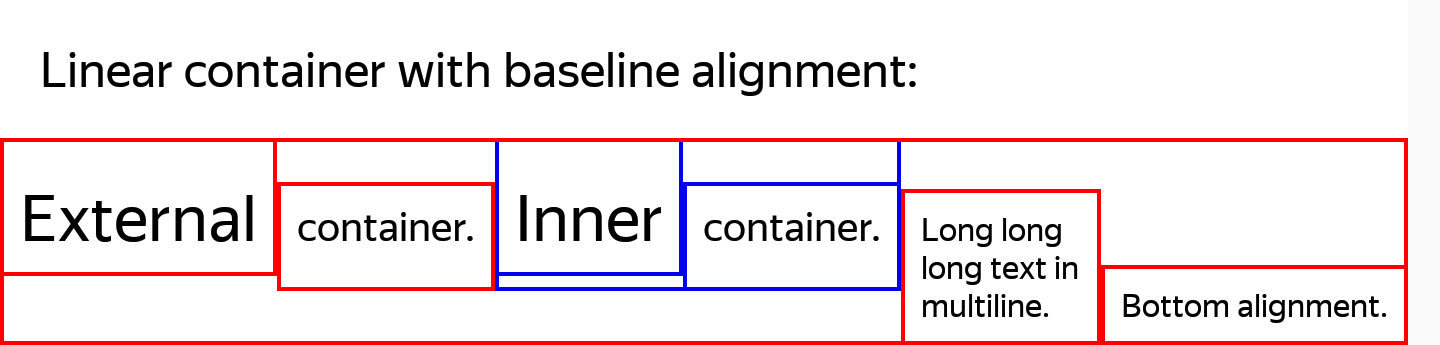 Linear container with baseline alignment:
External container. Inner container. Long long
long text in
multiline.
Bottom alignment.